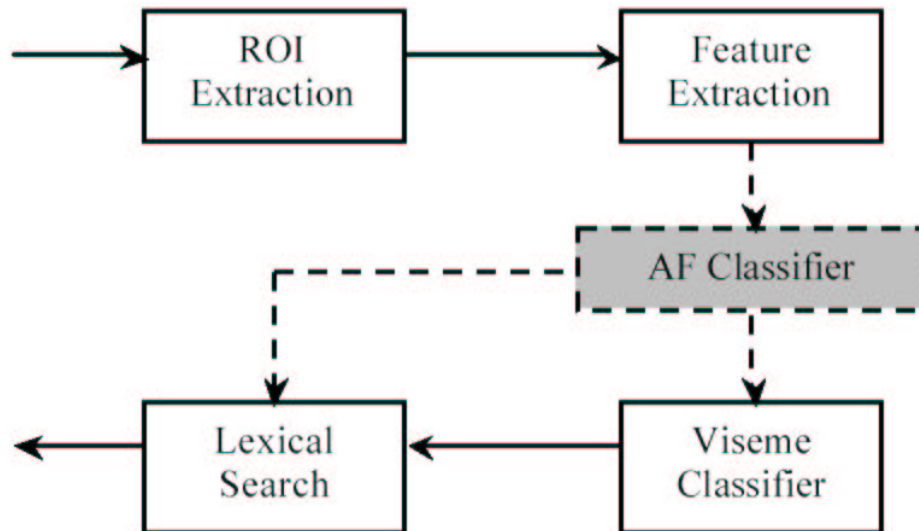 ROI
Extraction
Feature
Extraction
AF Classifier
Lexical
Search
Viseme
Classifier